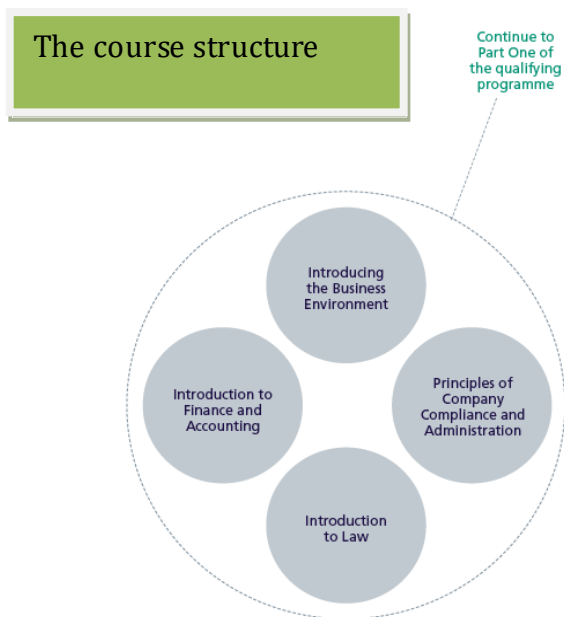 The course structure
Continue to
Part One of
the qualifying
programme
Introducing
the Business
Environment
Introduction to
Finance and
Accounting
Principles of
Company
Compliance and
Administration
Introduction
to Law